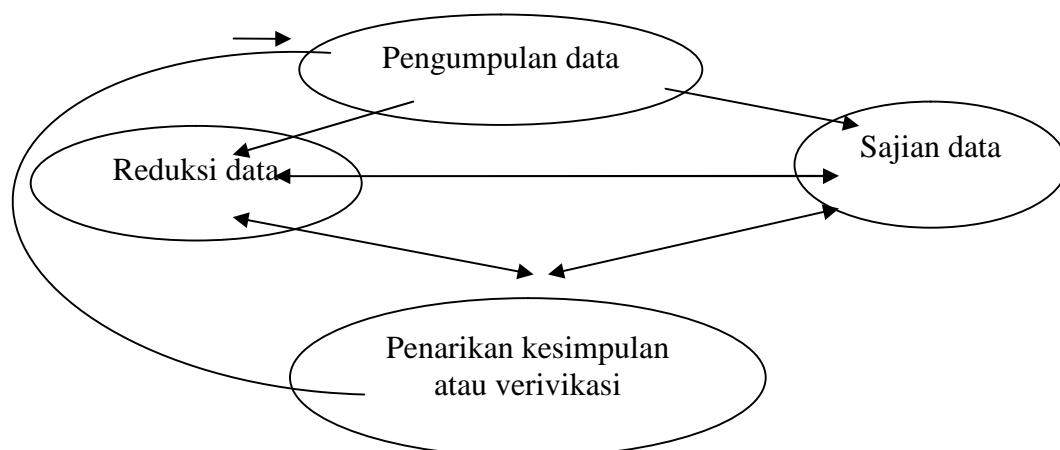 Pengumpulan data
Sajian data
Reduksi data
Penarikan kesimpulan
atau verivikasi